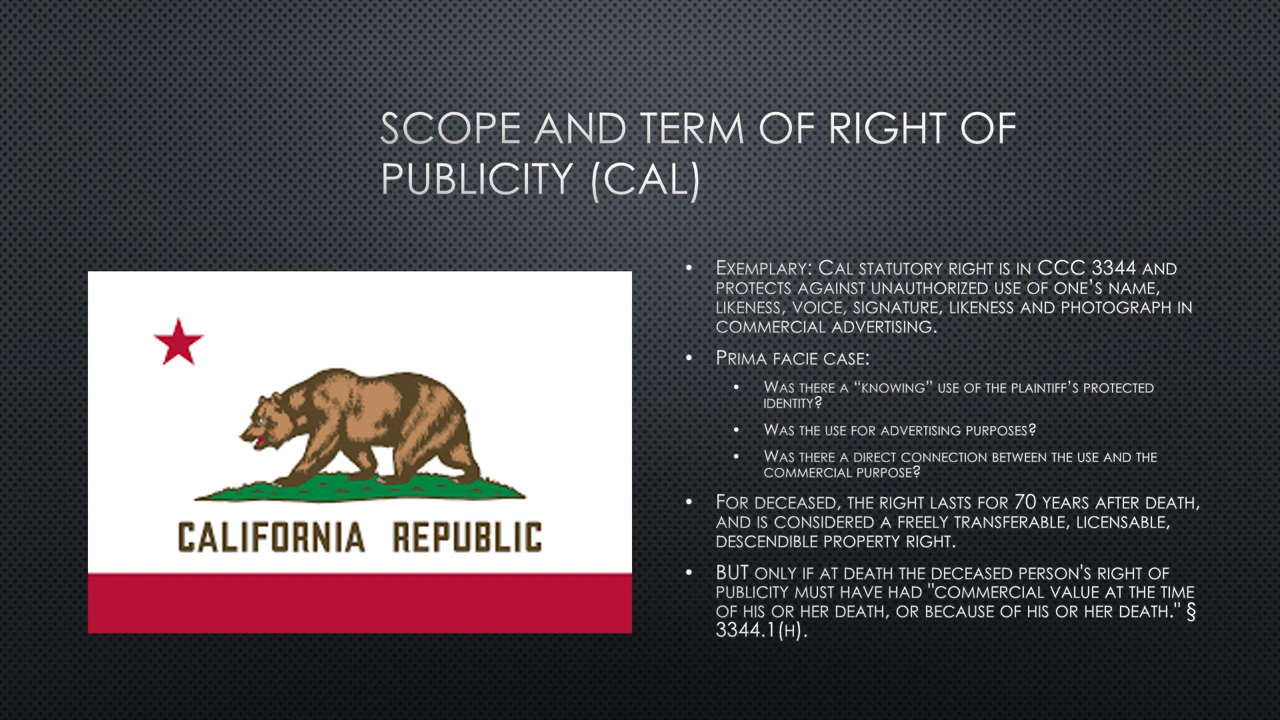 SCOPE AND TERM OF RIGHT OF
PUBLICITY (CAL)
CALIFORNIA REPUBLIC
• EXEMPLARY: CAL STATUTORY RIGHT IS IN CCC 3344 AND
PROTECTS AGAINST UNAUTHORIZED USE OF ONE'S NAME,
LIKENESS, VOICE, SIGNATURE, LIKENESS AND PHOTOGRAPH IN
COMMERCIAL ADVERTISING.
• PRIMA FACIE CASE:
• WAS THERE A “KNOWING” USE OF THE PLAINTIFF'S PROTECTED
IDENTITY?
• WAS THE USE FOR ADVERTISING PURPOSES?
• WAS THERE A DIRECT CONNECTION BETWEEN THE USE AND THE
COMMERCIAL PURPOSE?
• FOR DECEASED, THE RIGHT LASTS FOR 70 YEARS AFTER DEATH,
AND IS CONSIDERED A FREELY TRANSFERABLE, LICENSABLE,
DESCENDIBLE PROPERTY RIGHT.
• BUT ONLY IF AT DEATH THE DECEASED PERSON'S RIGHT OF
PUBLICITY MUST HAVE HAD "COMMERCIAL VALUE AT THE TIME
OF HIS OR HER DEATH, OR BECAUSE OF HIS OR HER DEATH." §
3344.1(H).